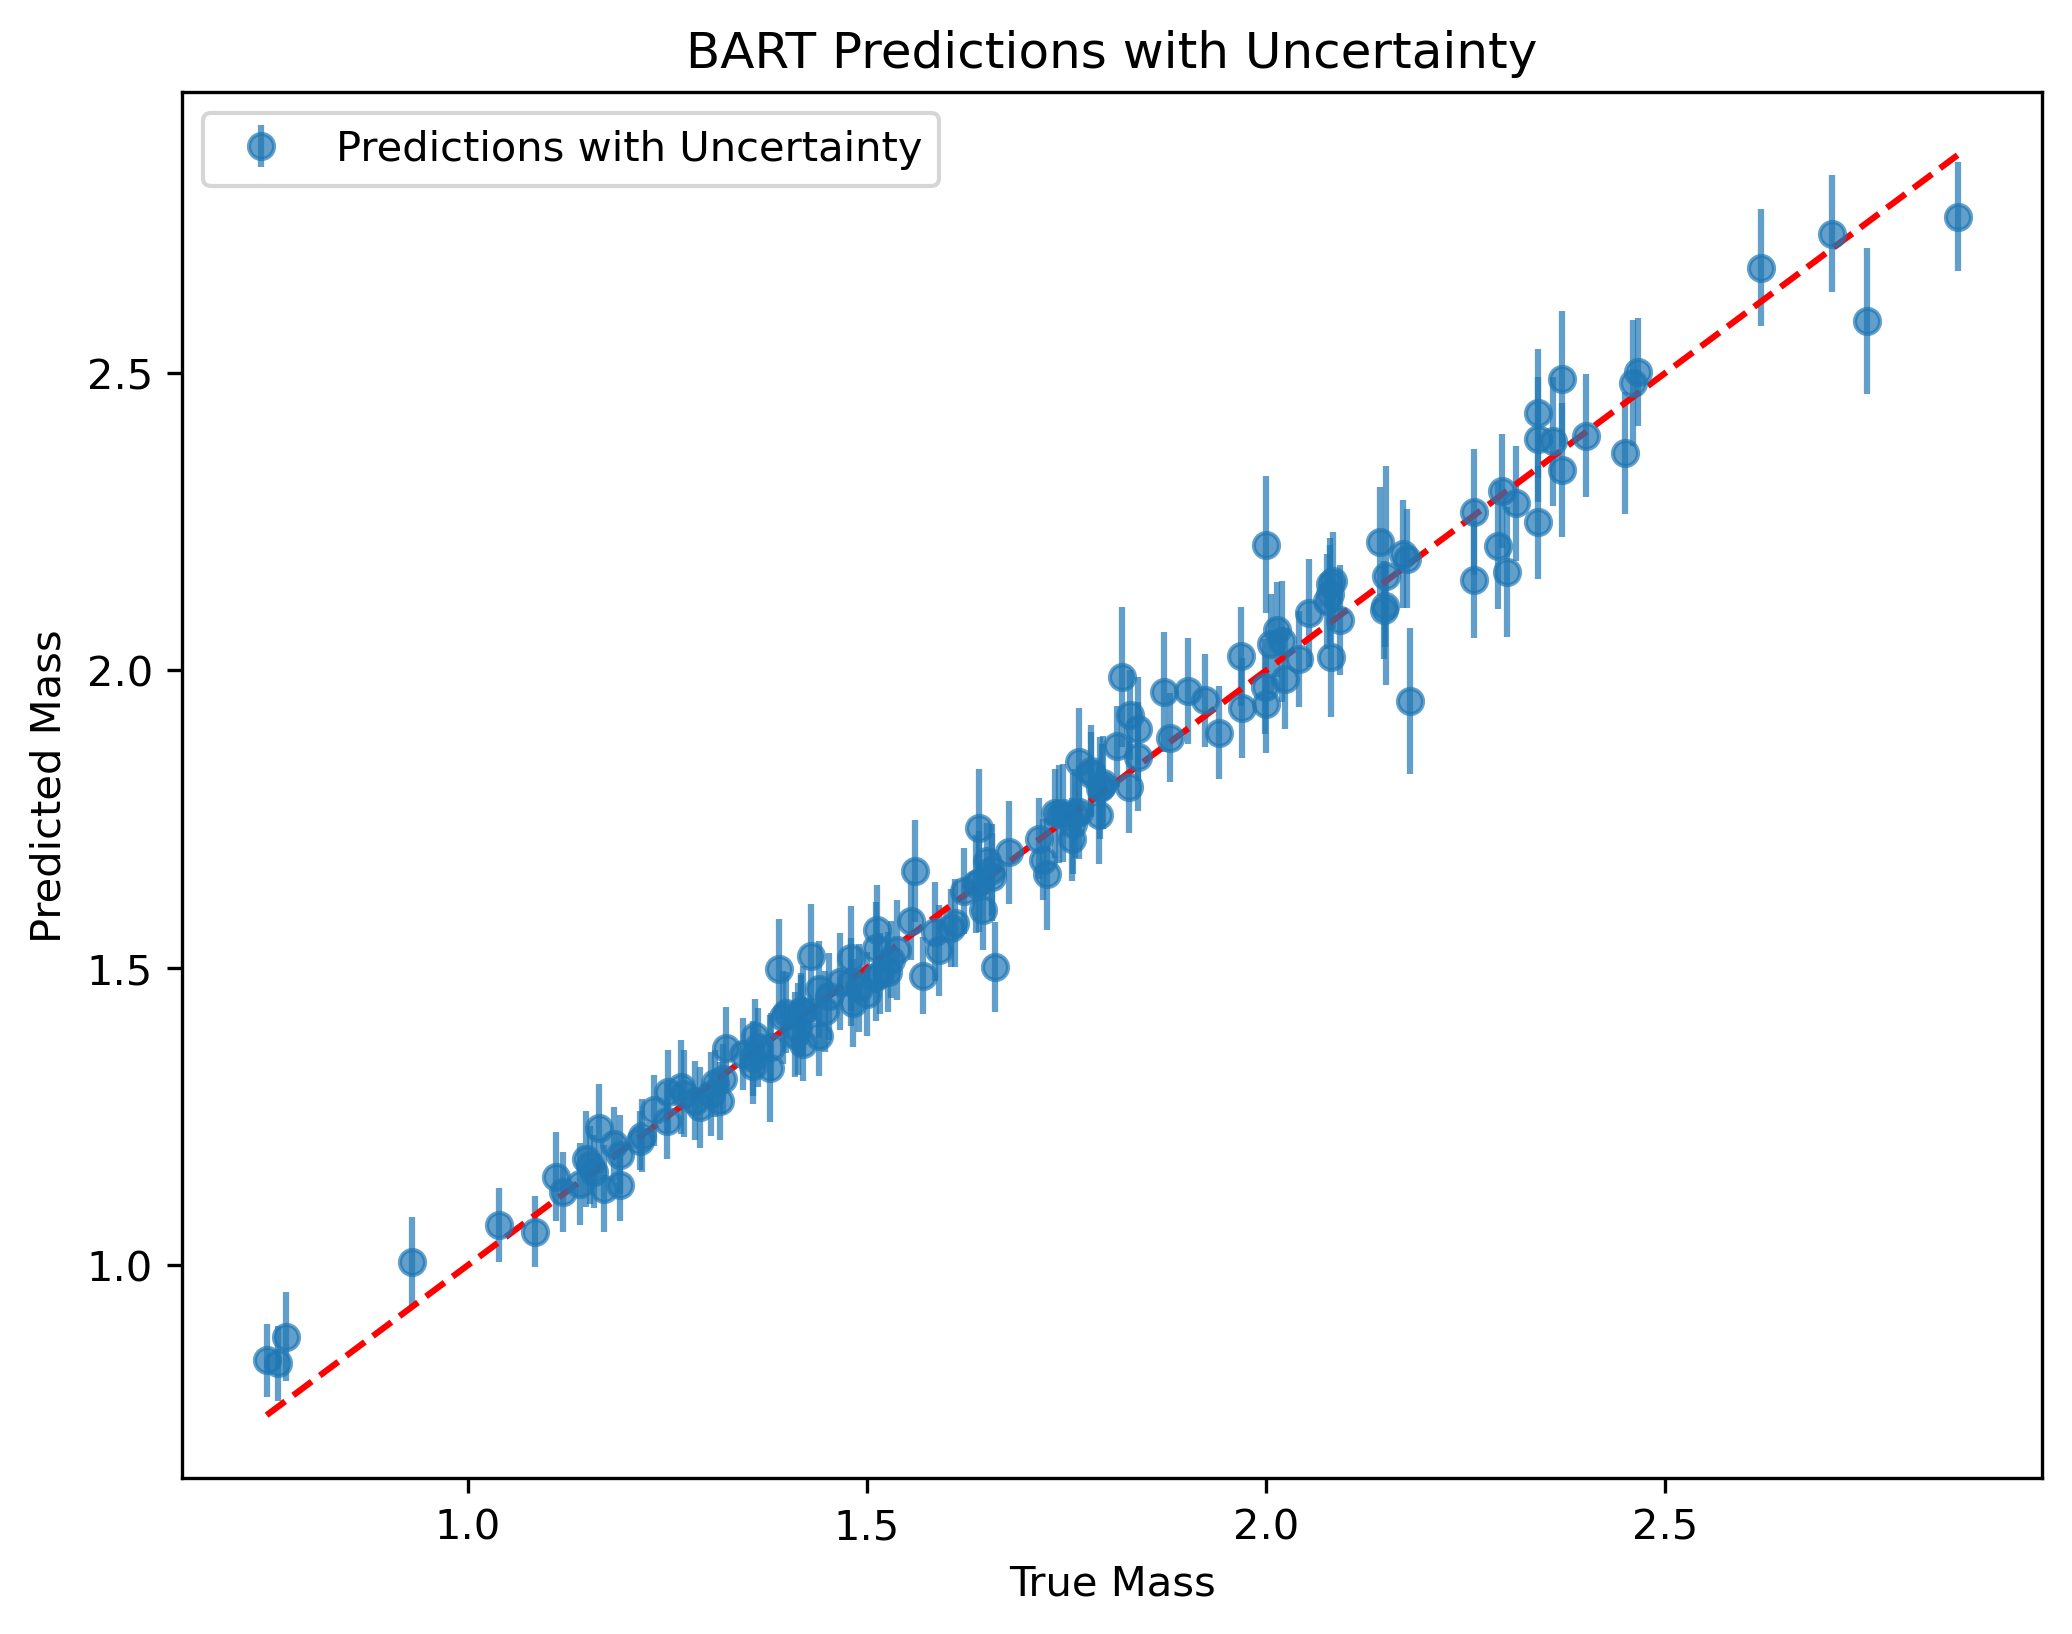 BART Predictions with Uncertainty
Predictions with Uncertainty
Predicted Mass
2.5
2.0
1.5
1.0
1.0 1.5 2.0 2.5
True Mass